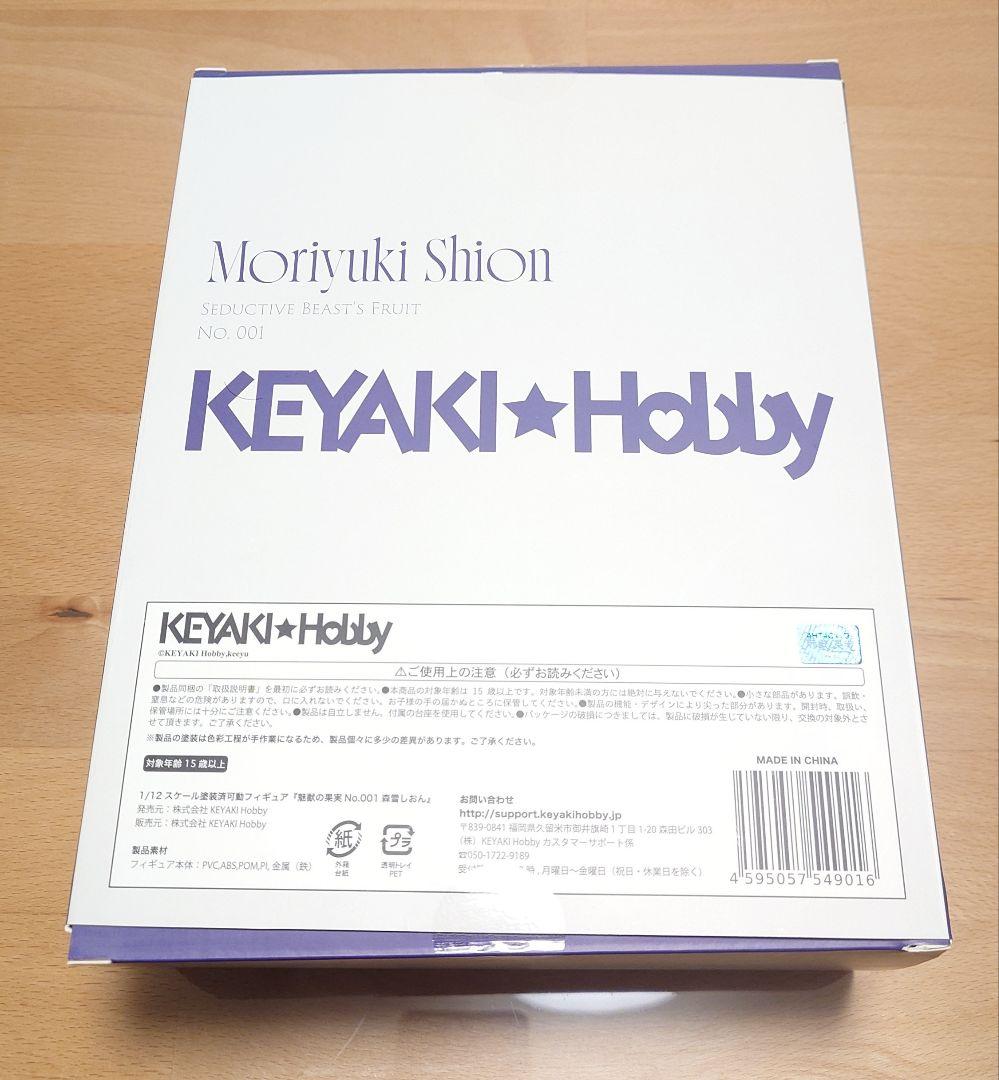 Moriyuki Shion
SEDUCTIVE BEAST'S FRUIT
NO. 001
KEYAKI★Hobby
KEYAKI★Hobby
©KEYAKI Hobby,keeyu
⚠ご使用上の注意（必ずお読みください）
●製品同梱の「取扱説明書」を最初に必ずお読みください。●本商品の対象年齢は 15 歳以上です。対象年齢未満の方には絶対に与えないでください。●小さな部品があります。誤飲・
窒息などの危険がありますので、口に入れないでください。お子様の手の届かぬところに保管してください。●製品の機能・デザインにより尖った部分があります。開封時、取扱い、
保管場所には十分にご注意ください。●製品は自立しません、付属の台座を使用してください。●パッケージの破損につきましては、製品に破損が生じていない限り、交換の対象外とさ
せて頂きます。ご了承ください。
※製品の塗装は色彩工程が手作業になるため、製品個々に多少の差異があります。ご了承ください。
対象年齢 15 歳以上
1/12 スケール塗装済可動フィギュア『魅獣の果実 No.001 森雪しおん』
発売元：株式会社 KEYAKI Hobby
販売元：株式会社 KEYAKI Hobby
製品素材
フィギュア本体：PVC,ABS,POM,PI, 金属（鉄）
紙
外箱
台紙
プラ
透明トレイ
PET
お問い合わせ
http://support.keyakihobby.jp
〒839-0841 福岡県久留米市御井旗崎 1 丁目 1-20 森田ビル 303
（株）KEYAKI Hobby カスタマーサポート係
☎050-1722-9189
時 , 月曜日～金曜日（祝日・休業日を除く）
MADE IN CHINA
4 595057 549016